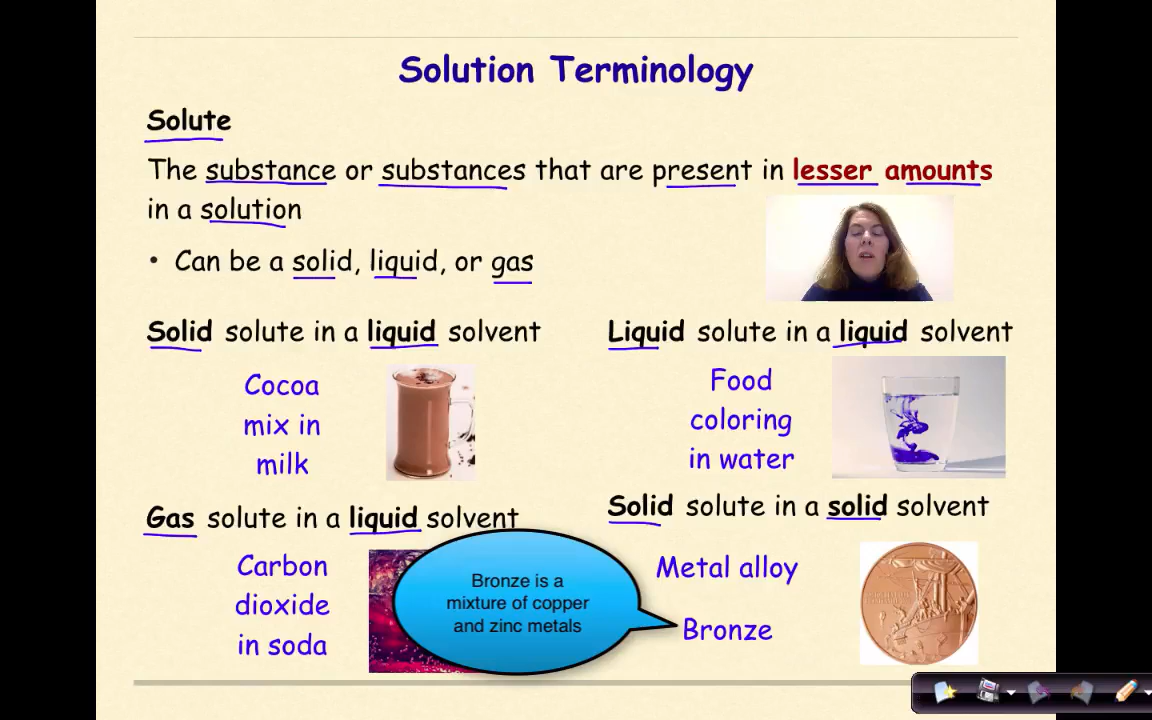 Solution Terminology
Solute
The substance or substances that are present in lesser amounts
in a solution
• Can be a solid, liquid, or gas
Solid solute in a liquid solvent
Cocoa
mix in
milk
Liquid solute in a liquid solvent
Food
coloring
in water
Gas solute in a liquid solvent
Carbon
dioxide
in soda
Bronze is a
mixture of copper
and zinc metals
Solid solute in a solid solvent
Metal alloy
Bronze